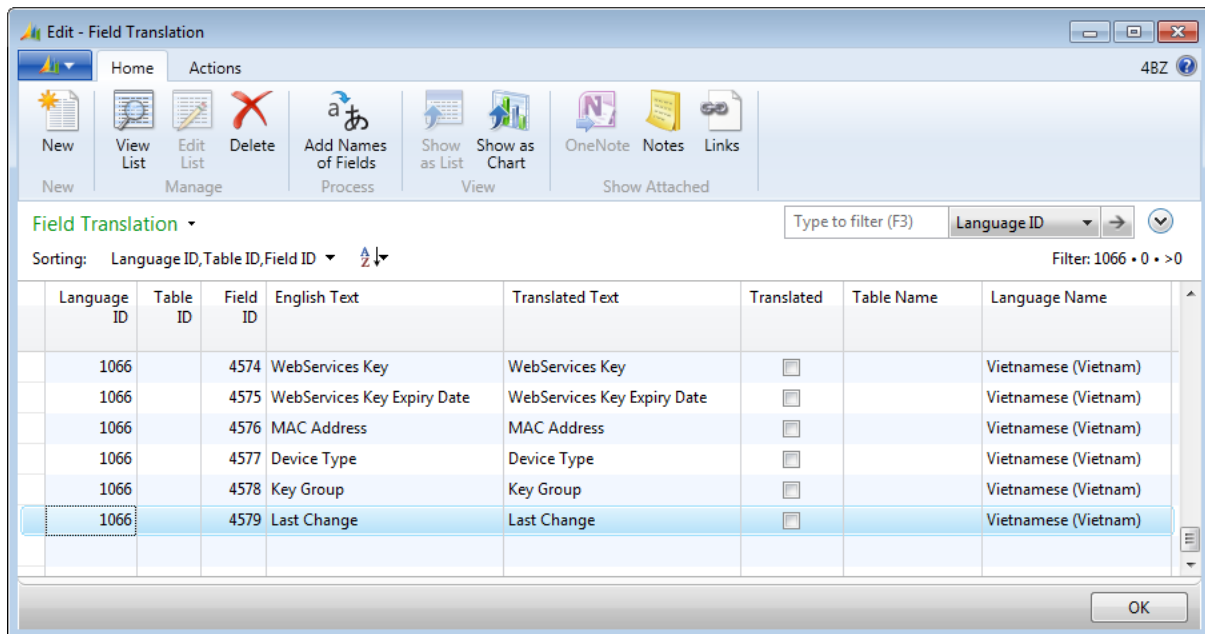 Edit - Field Translation
Home Actions 4BZ
New View List Edit List Delete Add Names of Fields Show as List Show as Chart OneNote Notes Links
New Manage Process View Show Attached
Field Translation Type to filter (F3) Language ID
Sorting: Language ID,Table ID,Field ID Filter: 1066 • 0 • >0
Language ID Table ID Field ID English Text Translated Text Translated Table Name Language Name
1066 4574 WebServices Key WebServices Key Vietnamese (Vietnam)
1066 4575 WebServices Key Expiry Date WebServices Key Expiry Date Vietnamese (Vietnam)
1066 4576 MAC Address MAC Address Vietnamese (Vietnam)
1066 4577 Device Type Device Type Vietnamese (Vietnam)
1066 4578 Key Group Key Group Vietnamese (Vietnam)
1066 4579 Last Change Last Change Vietnamese (Vietnam)
OK